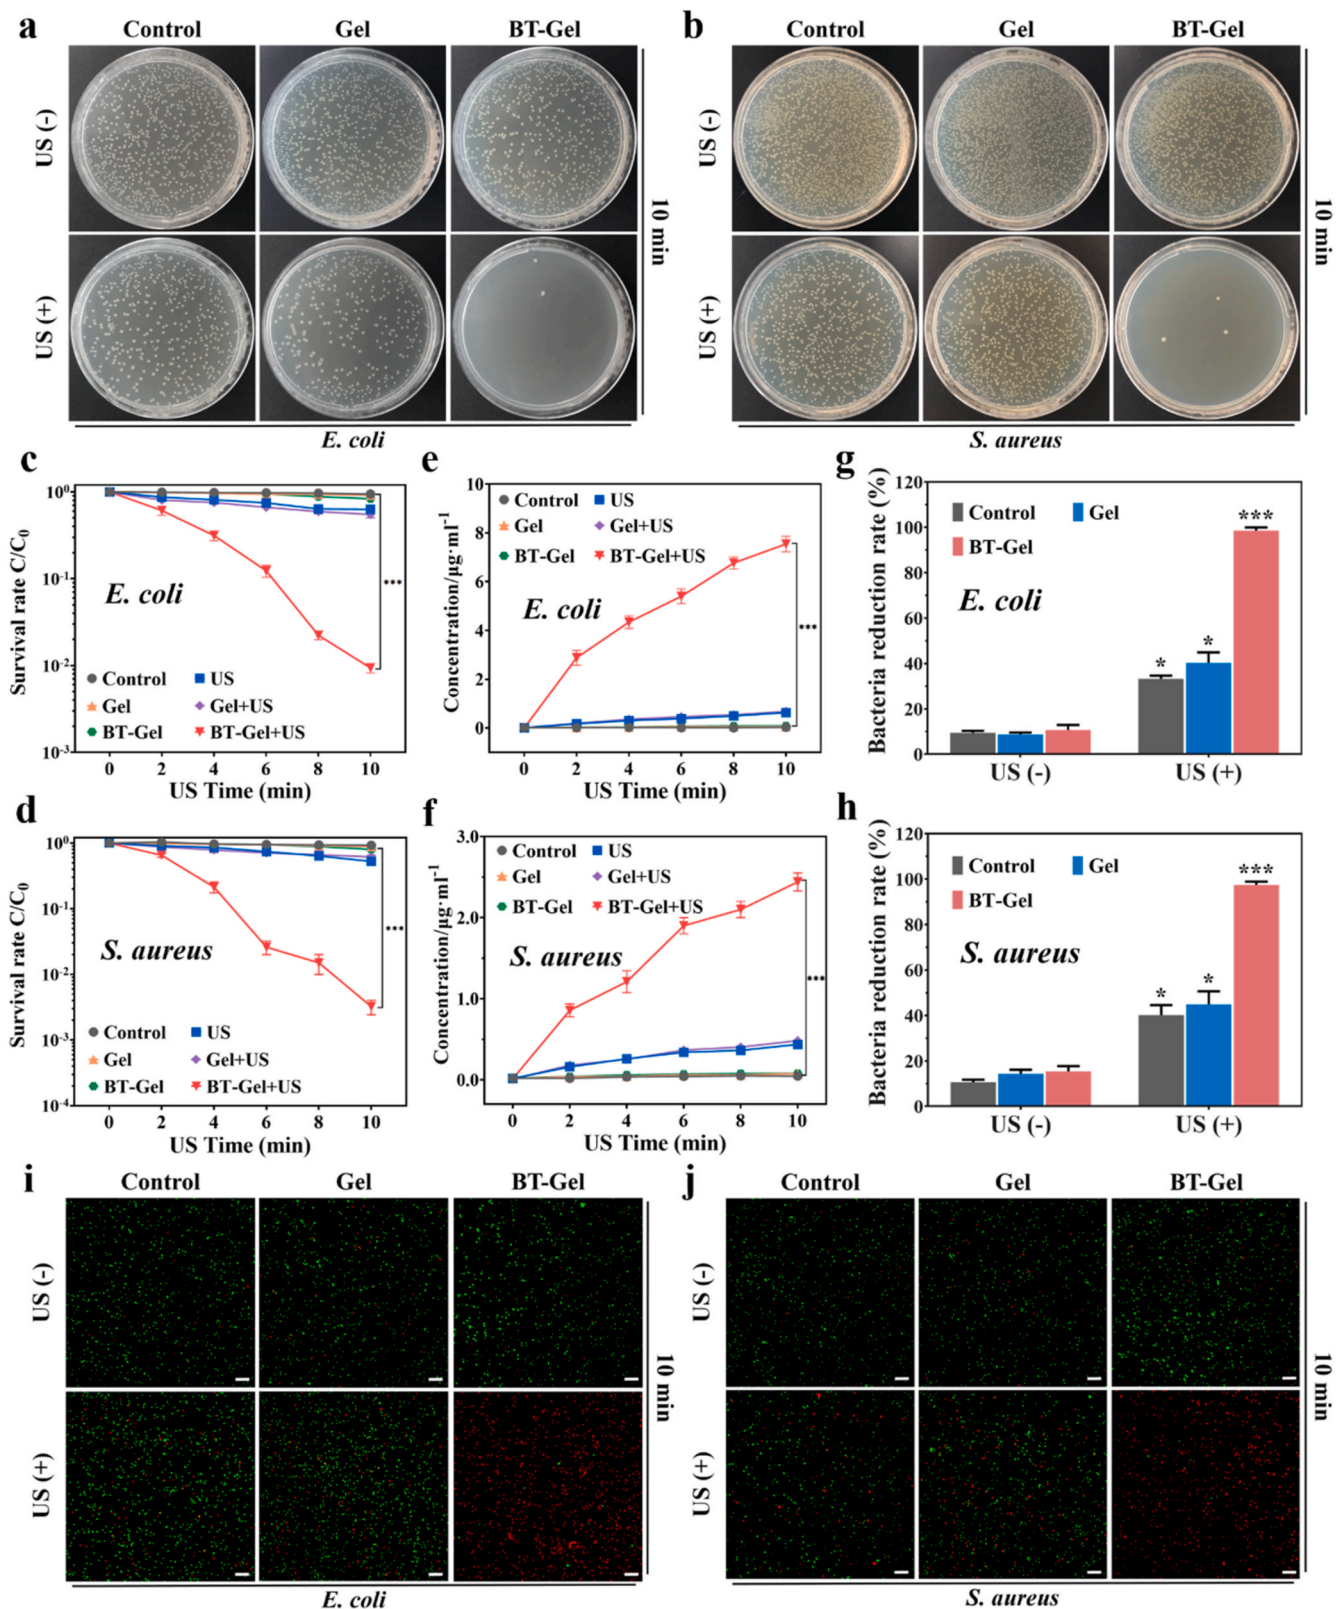 a
Control Gel BT-Gel
US (-)
US (+)
10 min
E. coli
b
Control Gel BT-Gel
US (-)
US (+)
10 min
S. aureus
c
Survival rate C/C0
10⁰
10⁻¹
10⁻²
10⁻³
E. coli
***
Control US
Gel Gel+US
BT-Gel BT-Gel+US
0 2 4 6 8 10
US Time (min)
e
Concentration/μg·ml⁻¹
10
8
6
4
2
0
Control US
Gel Gel+US
BT-Gel BT-Gel+US
E. coli
***
0 2 4 6 8 10
US Time (min)
g
Bacteria reduction rate (%)
120
100
80
60
40
20
0
Control Gel
BT-Gel
E. coli
* * ***
US (-) US (+)
d
Survival rate C/C0
10⁰
10⁻¹
10⁻²
10⁻³
10⁻⁴
S. aureus
***
Control US
Gel Gel+US
BT-Gel BT-Gel+US
0 2 4 6 8 10
US Time (min)
f
Concentration/μg·ml⁻¹
3.0
2.0
1.0
0.0
Control US
Gel Gel+US
BT-Gel BT-Gel+US
S. aureus
***
0 2 4 6 8 10
US Time (min)
h
Bacteria reduction rate (%)
120
100
80
60
40
20
0
Control Gel
BT-Gel
S. aureus
* * ***
US (-) US (+)
i
Control Gel BT-Gel
US (-)
US (+)
10 min
E. coli
j
Control Gel BT-Gel
US (-)
US (+)
10 min
S. aureus